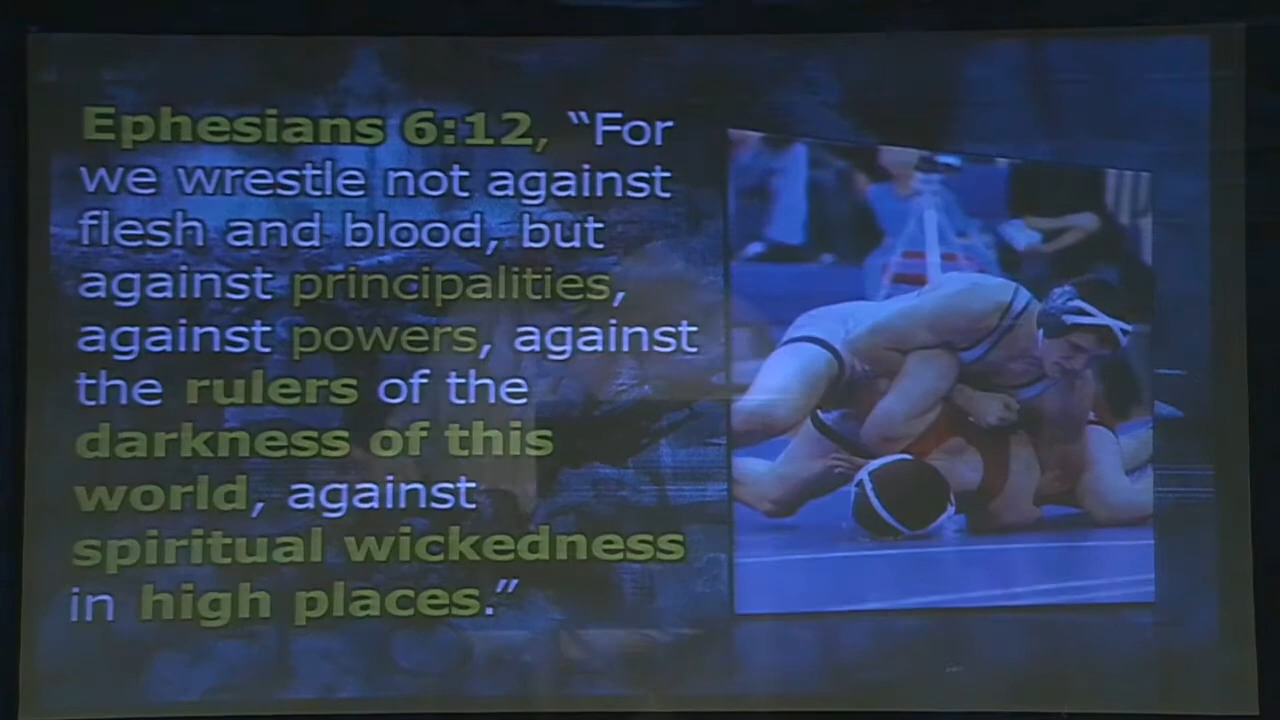 Ephesians 6:12, “For
we wrestle not against
flesh and blood, but
against principalities,
against powers, against
the rulers of the
darkness of this
world, against
spiritual wickedness
in high places.”